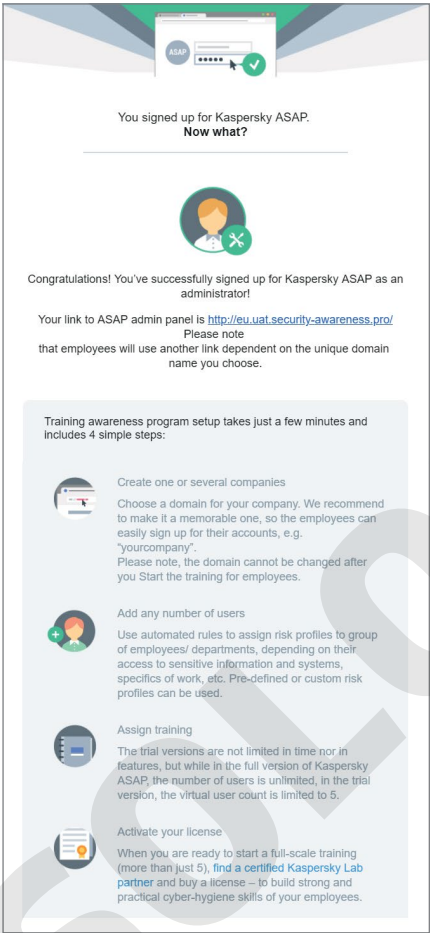 ASAP
You signed up for Kaspersky ASAP.
Now what?
Congratulations! You've successfully signed up for Kaspersky ASAP as an
administrator!
Your link to ASAP admin panel is http://eu.uat.security-awareness.pro/
Please note
that employees will use another link dependent on the unique domain
name you choose.
Training awareness program setup takes just a few minutes and
includes 4 simple steps:
Create one or several companies
Choose a domain for your company. We recommend
to make it a memorable one, so the employees can
easily sign up for their accounts, e.g.
"yourcompany".
Please note, the domain cannot be changed after
you Start the training for employees.
Add any number of users
Use automated rules to assign risk profiles to group
of employees/ departments, depending on their
access to sensitive information and systems,
specifics of work, etc. Pre-defined or custom risk
profiles can be used.
Assign training
The trial versions are not limited in time nor in
features, but while in the full version of Kaspersky
ASAP, the number of users is unlimited, in the trial
version, the virtual user count is limited to 5.
Activate your license
When you are ready to start a full-scale training
(more than just 5), find a certified Kaspersky Lab
partner and buy a license – to build strong and
practical cyber-hygiene skills of your employees.